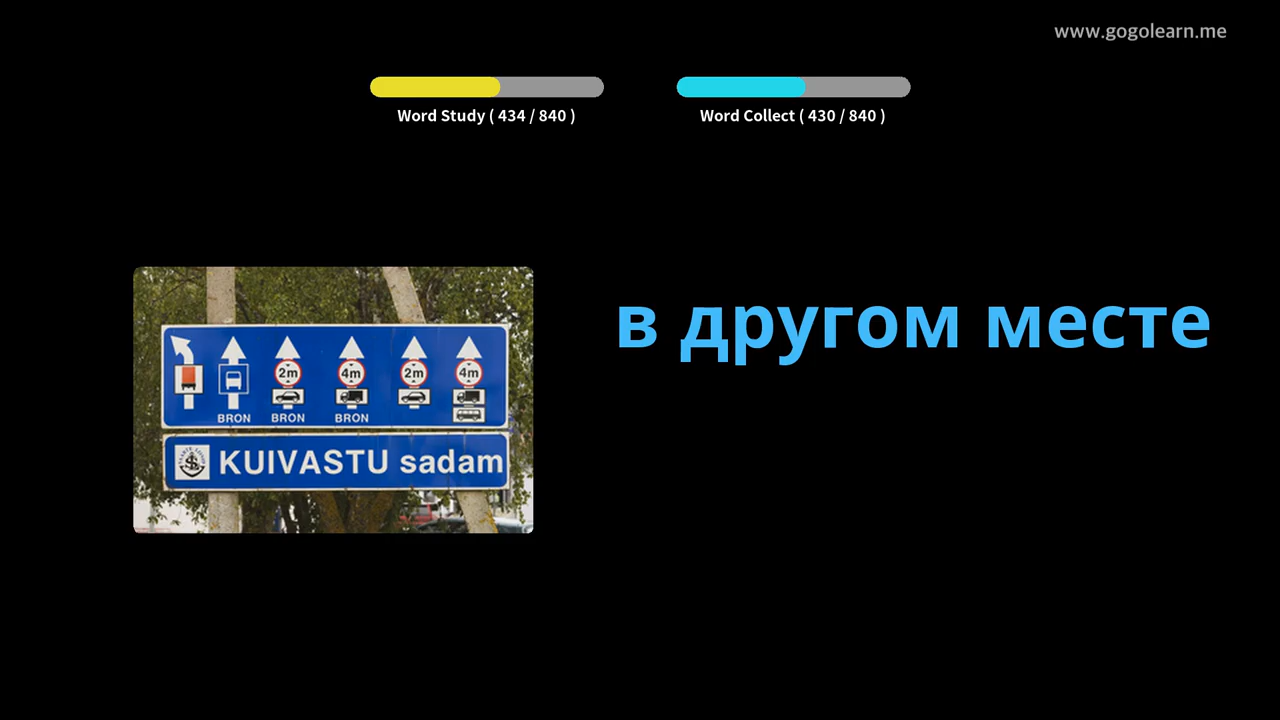 www.gogolearn.me
Word Study ( 434 / 840 )
Word Collect ( 430 / 840 )
в другом месте
2m 4m 2m 4m
BRON BRON BRON
KUIVASTU sadam